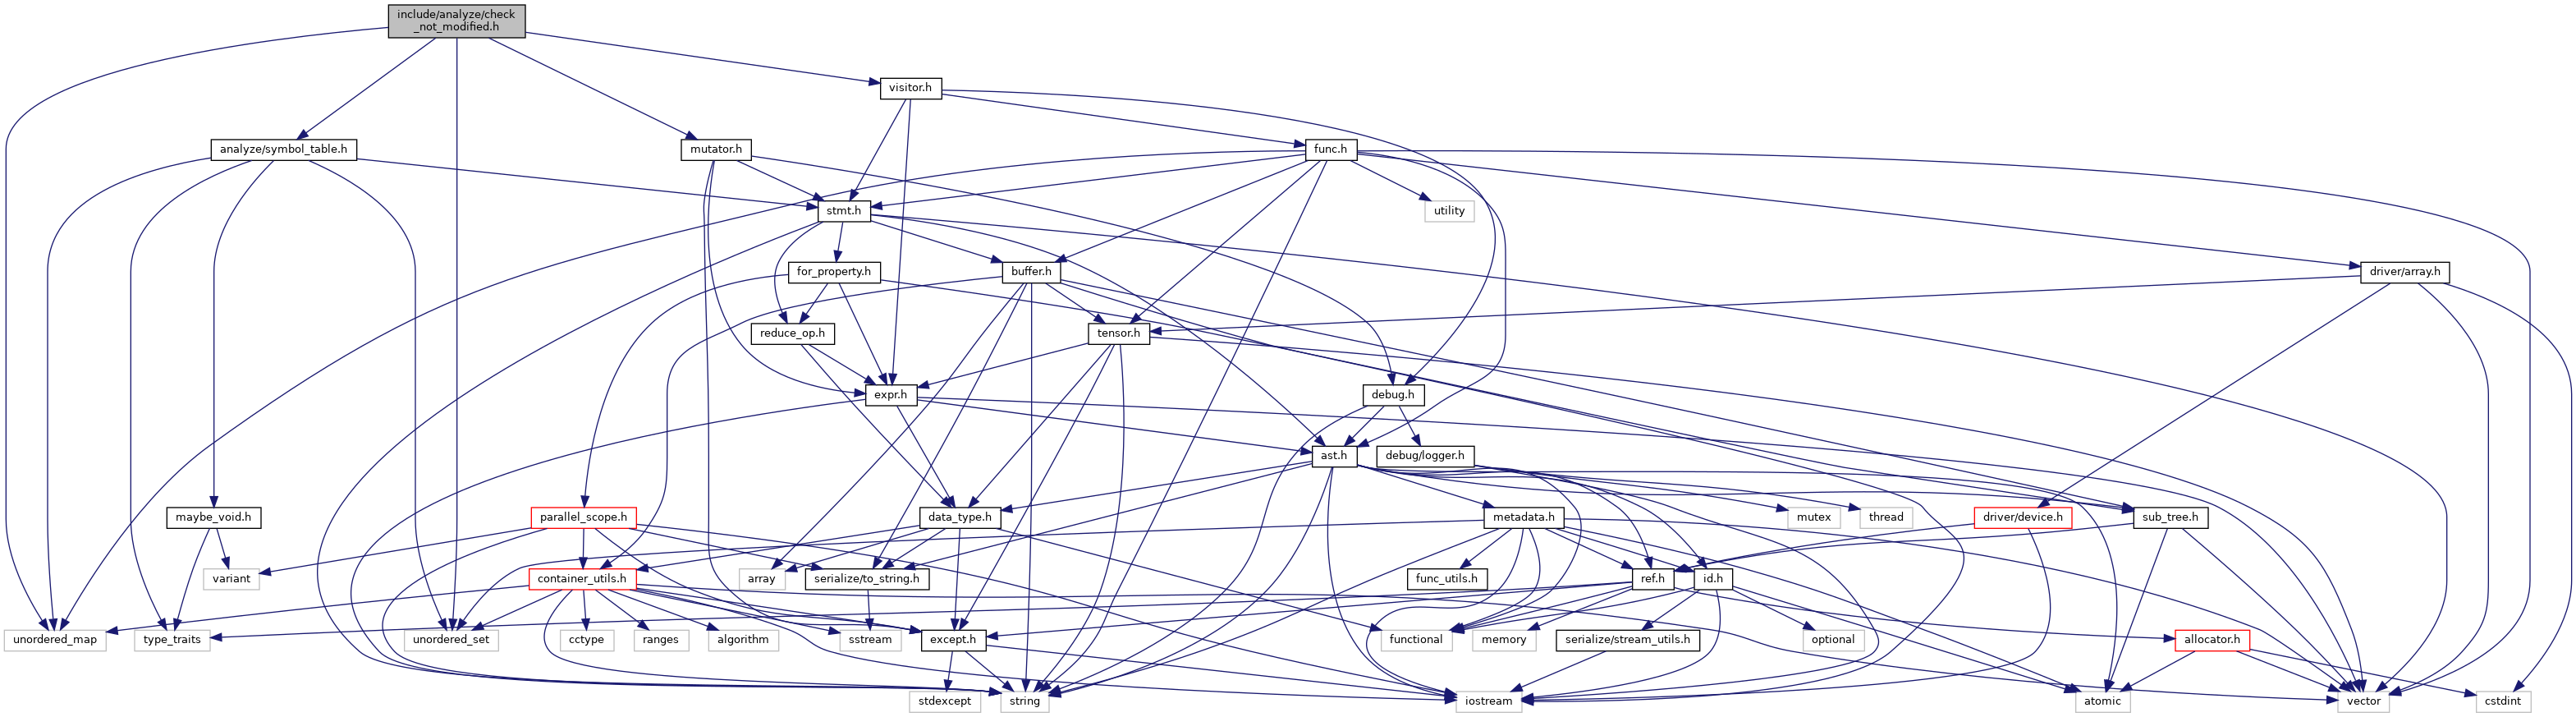 include/analyze/check
_not_modified.h
visitor.h
analyze/symbol_table.h
mutator.h
func.h
stmt.h
utility
for_property.h
buffer.h
driver/array.h
reduce_op.h
tensor.h
expr.h
debug.h
ast.h
debug/logger.h
maybe_void.h
parallel_scope.h
data_type.h
metadata.h
mutex
thread
driver/device.h
sub_tree.h
variant
container_utils.h
array
serialize/to_string.h
func_utils.h
ref.h
id.h
unordered_map
type_traits
unordered_set
cctype
ranges
algorithm
sstream
except.h
functional
memory
serialize/stream_utils.h
optional
allocator.h
stdexcept
string
iostream
atomic
vector
cstdint